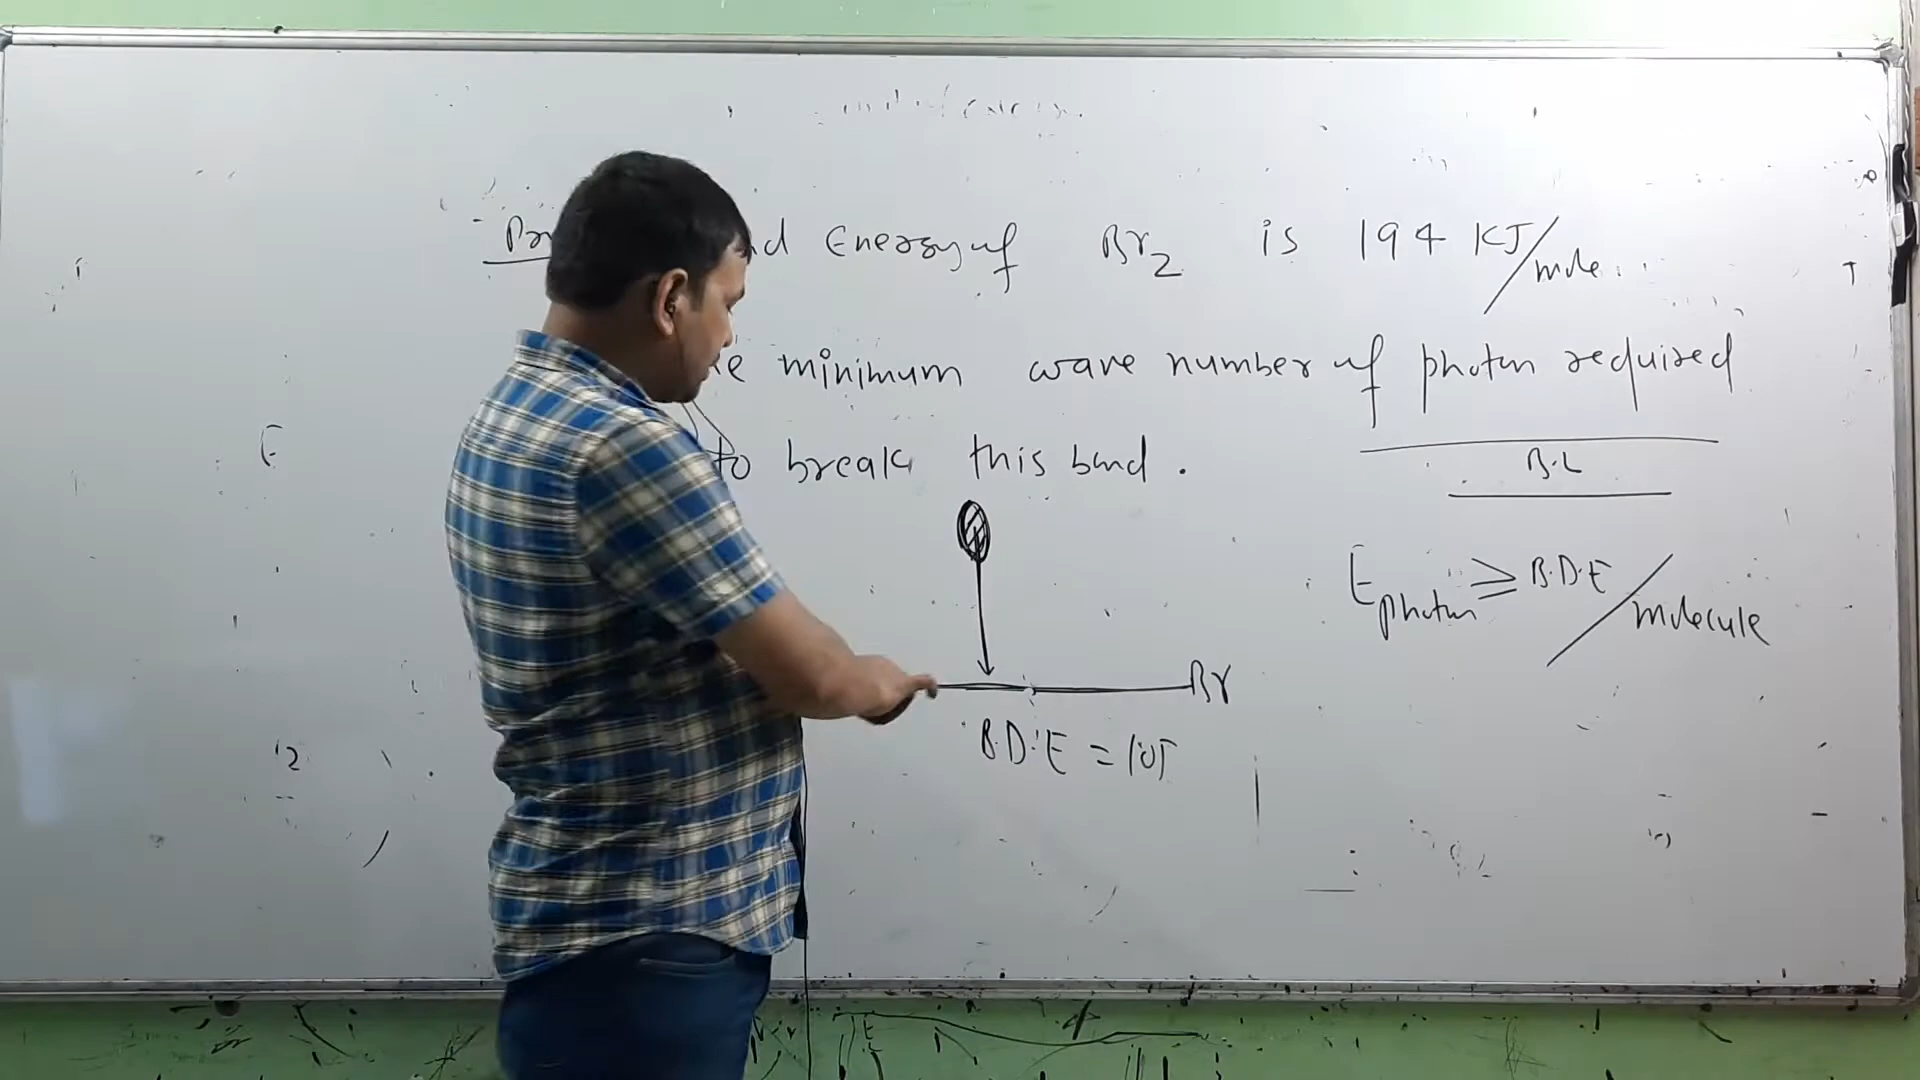 nd Energy of Br2 is 194 KJ/mole
minimum wave number of photon required
to break this bond.
B.L
Ephoton ≥ B.D.E/molecule
Br
B.D.E = 10J